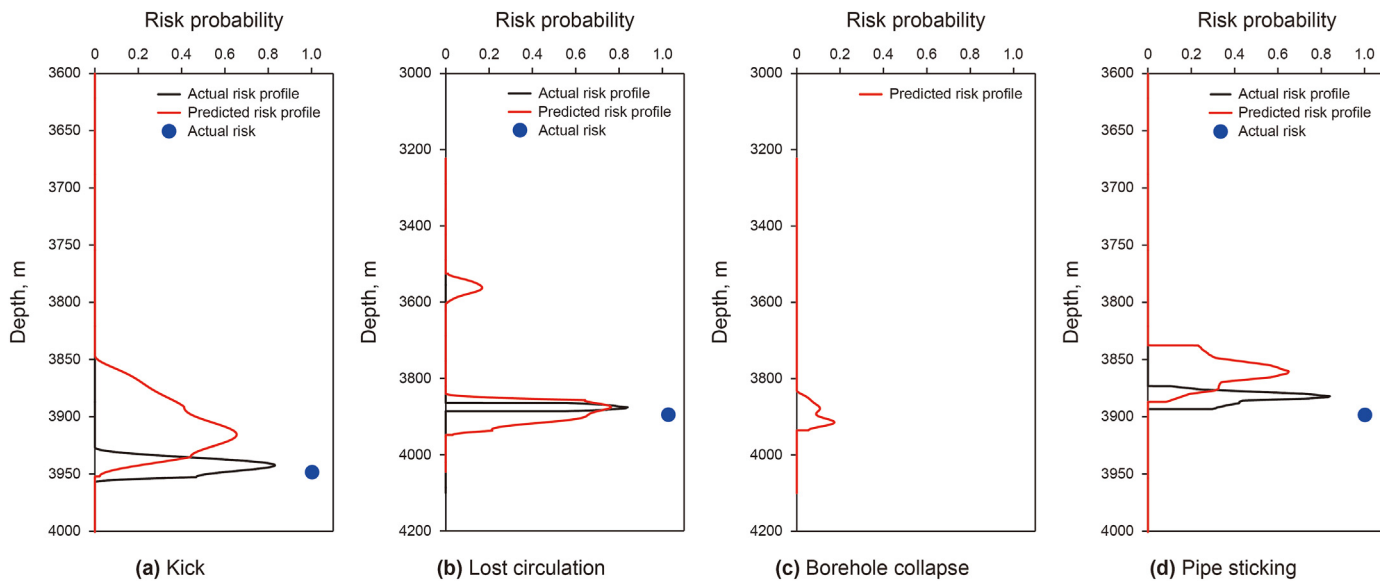 Risk probability
0 0.2 0.4 0.6 0.8 1.0
3600
3650
3700
3750
3800
3850
3900
3950
4000
Depth, m
Actual risk profile
Predicted risk profile
Actual risk
(a) Kick
Risk probability
0 0.2 0.4 0.6 0.8 1.0
3000
3200
3400
3600
3800
4000
4200
Depth, m
Actual risk profile
Predicted risk profile
Actual risk
(b) Lost circulation
Risk probability
0 0.2 0.4 0.6 0.8 1.0
3000
3200
3400
3600
3800
4000
4200
Depth, m
Predicted risk profile
(c) Borehole collapse
Risk probability
0 0.2 0.4 0.6 0.8 1.0
3600
3650
3700
3750
3800
3850
3900
3950
4000
Depth, m
Actual risk profile
Predicted risk profile
Actual risk
(d) Pipe sticking